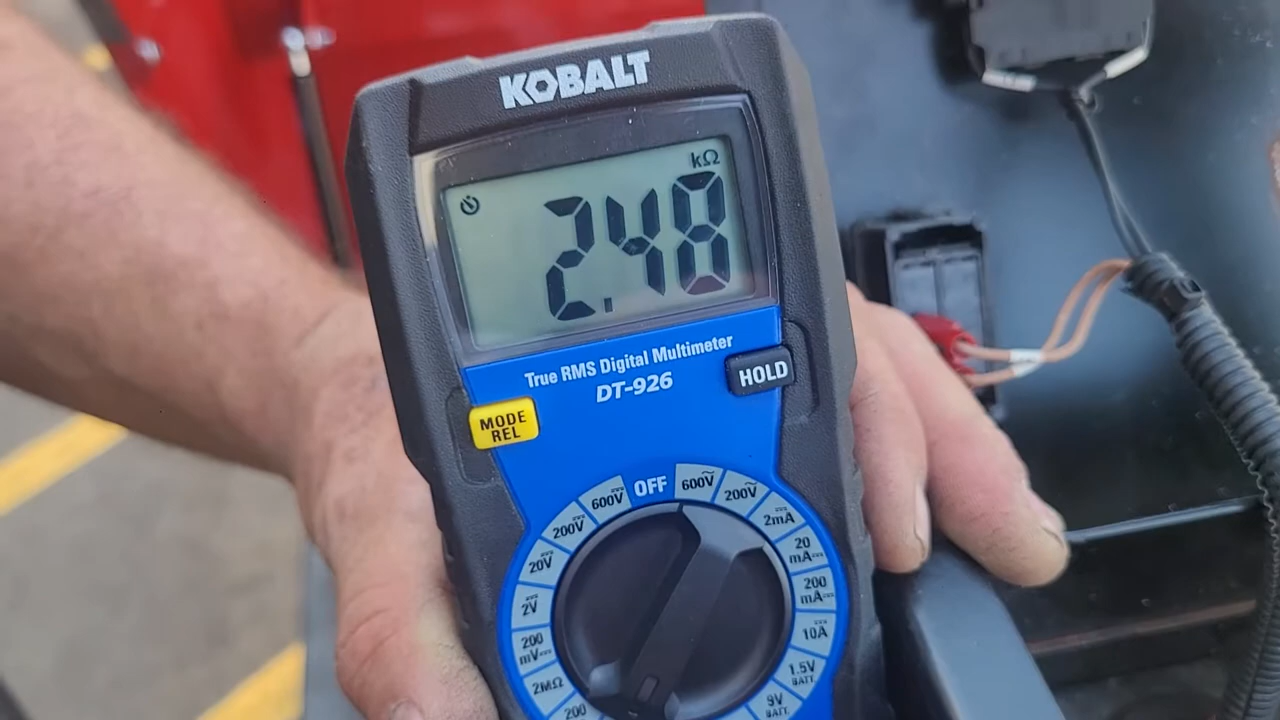 KOBALT
kΩ
2.48
True RMS Digital Multimeter
DT-926
HOLD
MODE
REL
OFF
600V
200V
20V
2V
200
mV
2MΩ
200
600V
200V
2mA
20
mA
200
mA
10A
1.5V
BATT.
9V
BATT.